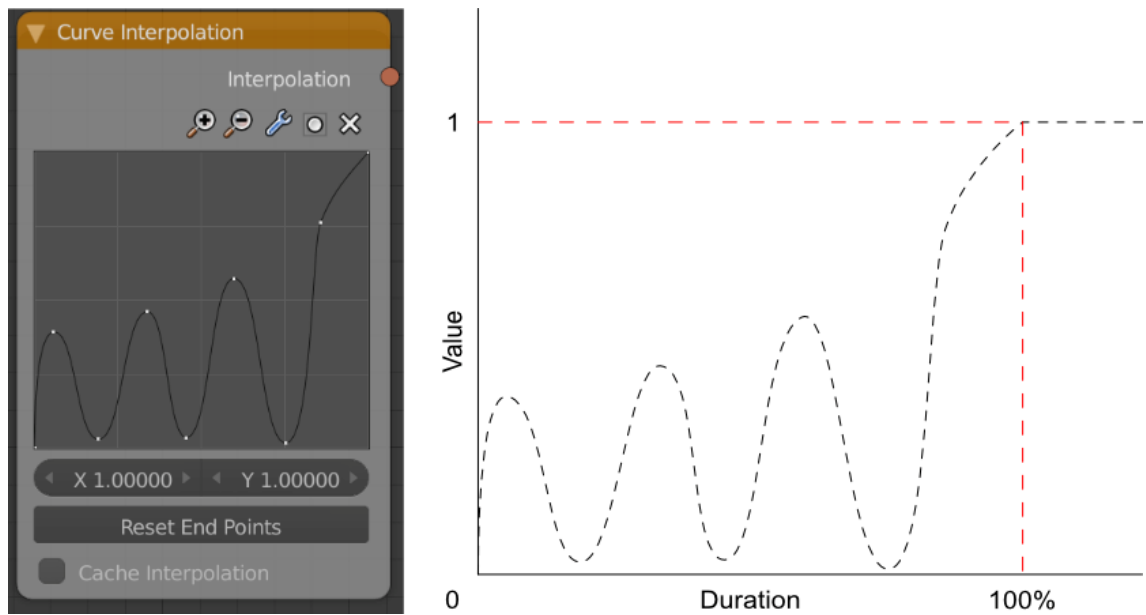 Curve Interpolation
Interpolation
X 1.00000 Y 1.00000
Reset End Points
Cache Interpolation
1
Value
0 Duration 100%